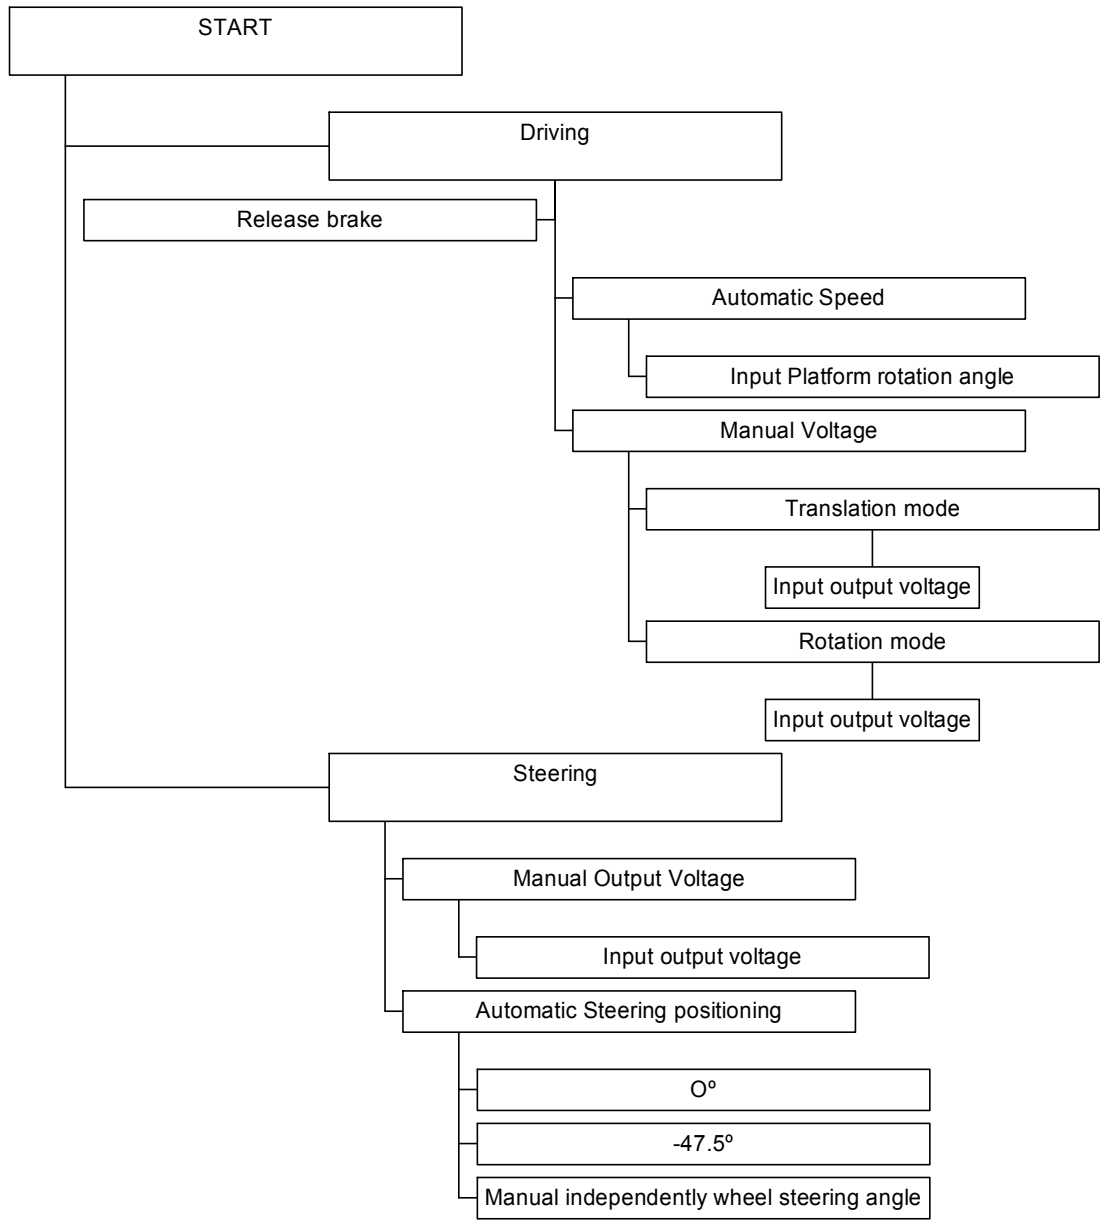 START
Driving
Release brake
Automatic Speed
Input Platform rotation angle
Manual Voltage
Translation mode
Input output voltage
Rotation mode
Input output voltage
Steering
Manual Output Voltage
Input output voltage
Automatic Steering positioning
Oº
-47.5º
Manual independently wheel steering angle